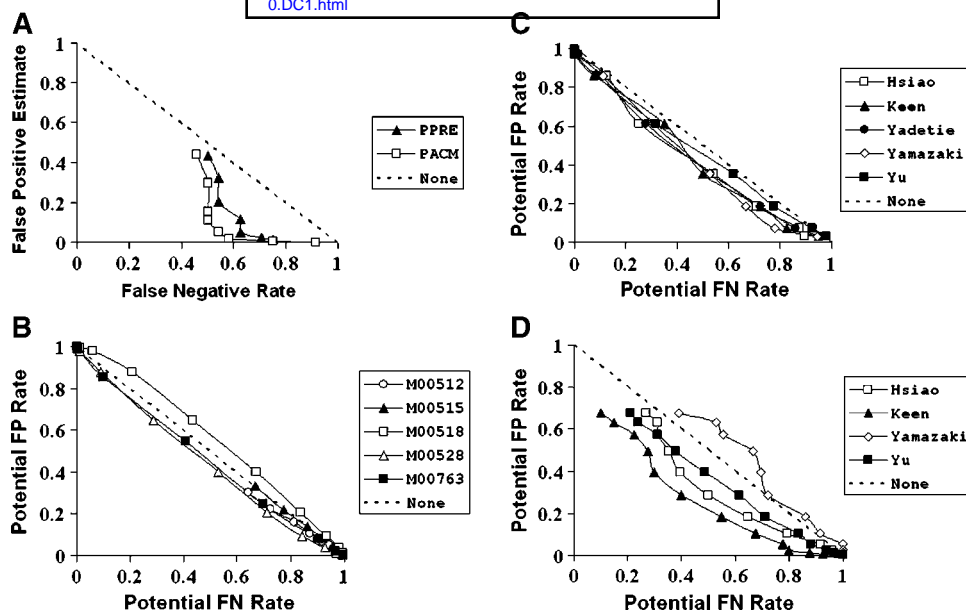 0.DC1.html
A
False Positive Estimate
1
0.8
0.6
0.4
0.2
0
0 0.2 0.4 0.6 0.8 1
False Negative Rate
PPRE
PACM
None
B
Potential FP Rate
1
0.8
0.6
0.4
0.2
0
0 0.2 0.4 0.6 0.8 1
Potential FN Rate
M00512
M00515
M00518
M00528
M00763
None
C
Potential FP Rate
1
0.8
0.6
0.4
0.2
0
0 0.2 0.4 0.6 0.8 1
Potential FN Rate
Hsiao
Keen
Yadetie
Yamazaki
Yu
None
D
Potential FP Rate
1
0.8
0.6
0.4
0.2
0
0 0.2 0.4 0.6 0.8 1
Potential FN Rate
Hsiao
Keen
Yamazaki
Yu
None